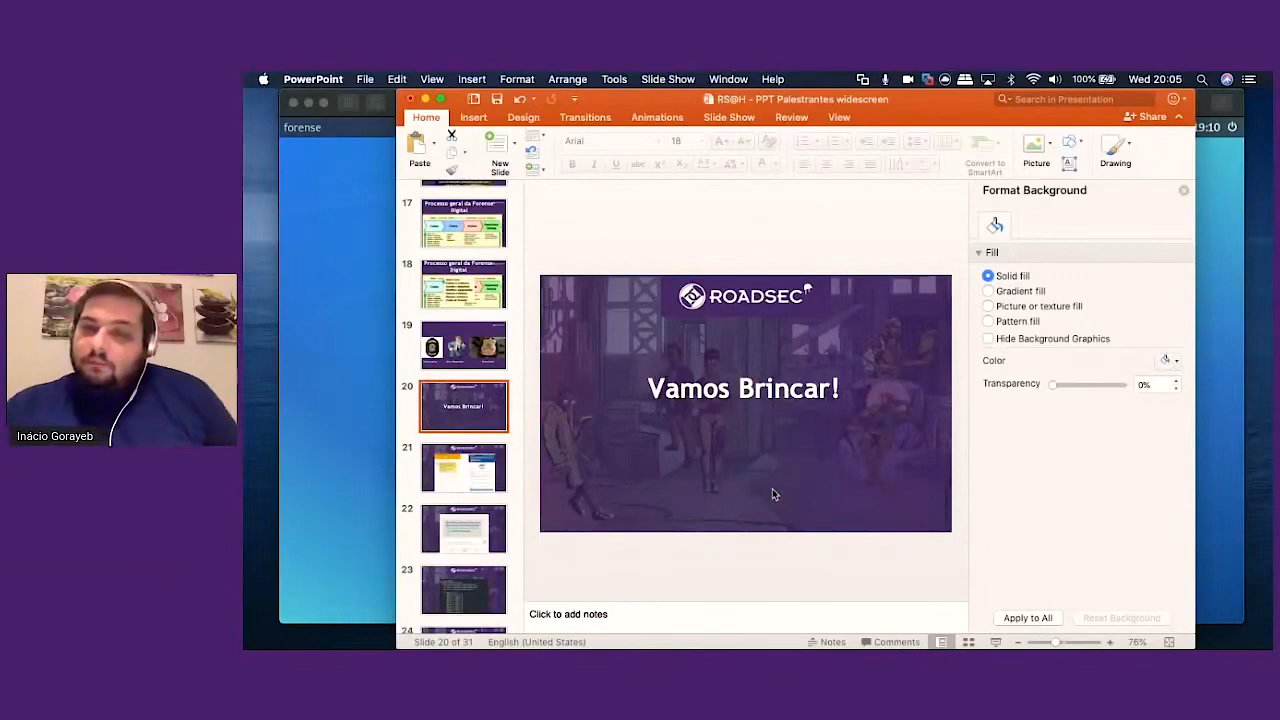 PowerPoint File Edit View Insert Format Arrange Tools Slide Show Window Help 100% Wed 20:05
RS@H - PPT Palestrantes widescreen
Search in Presentation
Home Insert Design Transitions Animations Slide Show Review View Share
forense
19:10
Paste
New Slide
Arial 18
B I U abc
Convert to SmartArt
Picture
Drawing
17
Processo geral da Forense Digital
18
Processo geral da Forense Digital
19
20
Vamos Brincar!
21
22
23
24
ROADSEC
Vamos Brincar!
Click to add notes
Format Background
Fill
Solid fill
Gradient fill
Picture or texture fill
Pattern fill
Hide Background Graphics
Color
Transparency 0%
Apply to All Reset Background
Inácio Gorayeb
Slide 20 of 31 English (United States) Notes Comments 76%